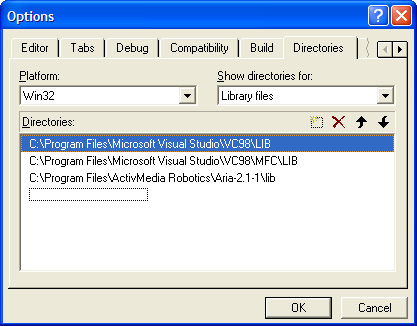 Options
Editor Tabs Debug Compatibility Build Directories
Platform: Show directories for:
Win32 Library files
Directories:
C:\Program Files\Microsoft Visual Studio\VC98\LIB
C:\Program Files\Microsoft Visual Studio\VC98\MFC\LIB
C:\Program Files\ActivMedia Robotics\Aria-2.1-1\lib
OK Cancel